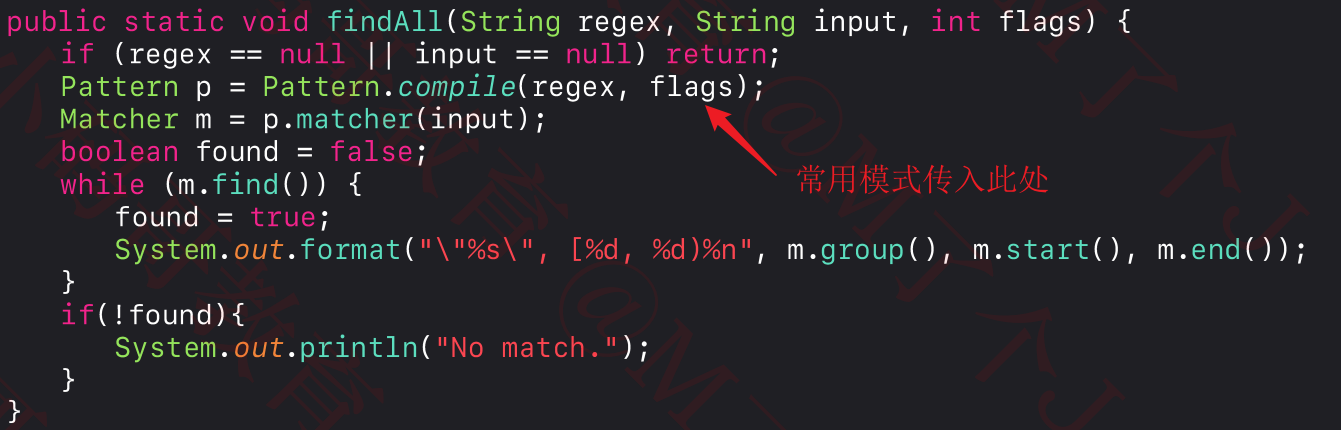 public static void findAll(String regex, String input, int flags) {
if (regex == null || input == null) return;
Pattern p = Pattern.compile(regex, flags);
Matcher m = p.matcher(input);
boolean found = false;
while (m.find()) {
常用模式传入此处
found = true;
System.out.format("\"%s\", [%d, %d)%n", m.group(), m.start(), m.end());
}
if(!found){
System.out.println("No match.");
}
}